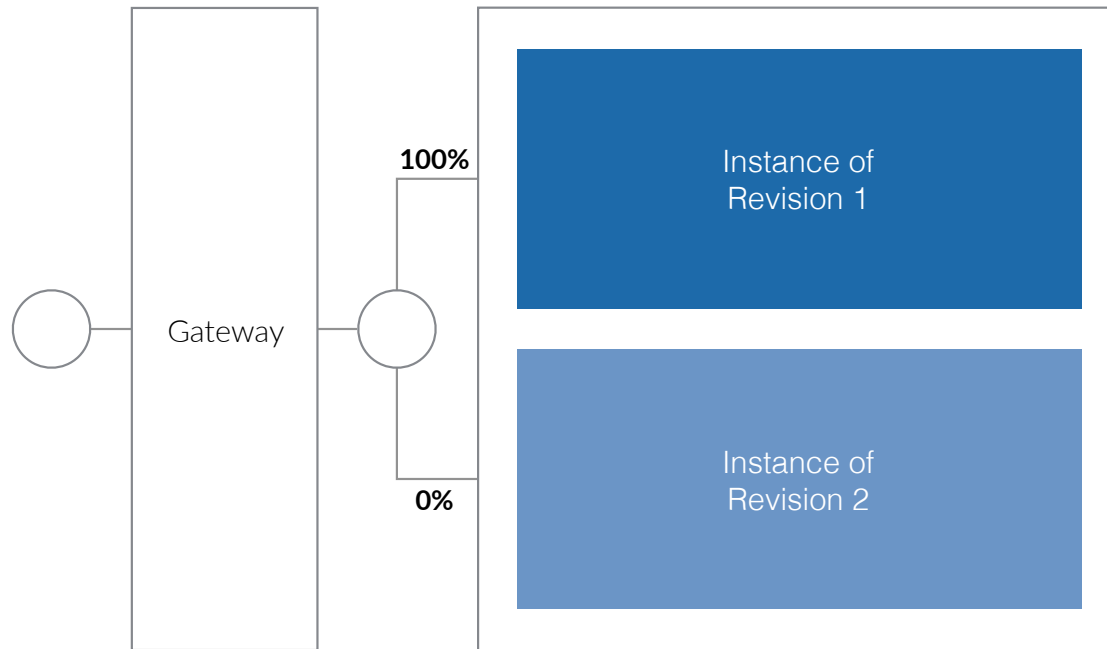 100%
Instance of
Revision 1
Gateway
Instance of
Revision 2
0%